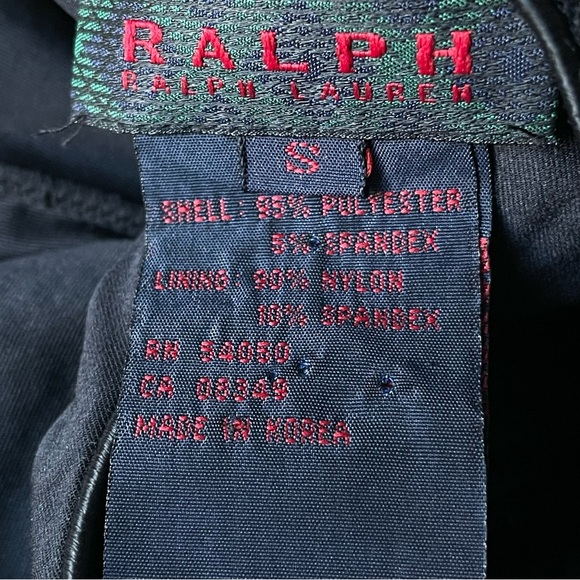 RALPH
RALPH LAUREN
S
SHELL: 95% POLYESTER
5% SPANDEX
LINING: 90% NYLON
10% SPANDEX
RN 54050
CA 08349
MADE IN KOREA